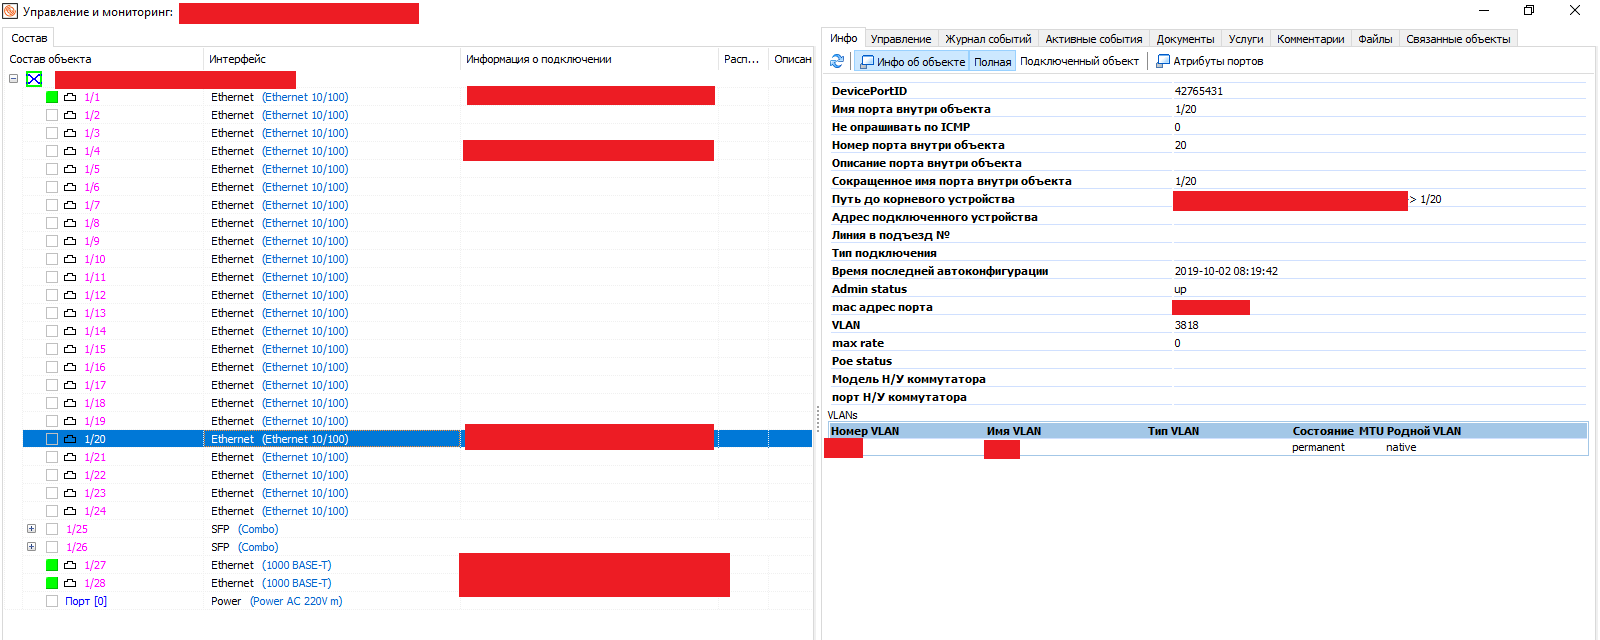 Управление и мониторинг:
Состав
Состав объекта Интерфейс Информация о подключении Расп... Описан
1/1 Ethernet (Ethernet 10/100)
1/2 Ethernet (Ethernet 10/100)
1/3 Ethernet (Ethernet 10/100)
1/4 Ethernet (Ethernet 10/100)
1/5 Ethernet (Ethernet 10/100)
1/6 Ethernet (Ethernet 10/100)
1/7 Ethernet (Ethernet 10/100)
1/8 Ethernet (Ethernet 10/100)
1/9 Ethernet (Ethernet 10/100)
1/10 Ethernet (Ethernet 10/100)
1/11 Ethernet (Ethernet 10/100)
1/12 Ethernet (Ethernet 10/100)
1/13 Ethernet (Ethernet 10/100)
1/14 Ethernet (Ethernet 10/100)
1/15 Ethernet (Ethernet 10/100)
1/16 Ethernet (Ethernet 10/100)
1/17 Ethernet (Ethernet 10/100)
1/18 Ethernet (Ethernet 10/100)
1/19 Ethernet (Ethernet 10/100)
1/20 Ethernet (Ethernet 10/100)
1/21 Ethernet (Ethernet 10/100)
1/22 Ethernet (Ethernet 10/100)
1/23 Ethernet (Ethernet 10/100)
1/24 Ethernet (Ethernet 10/100)
1/25 SFP (Combo)
1/26 SFP (Combo)
1/27 Ethernet (1000 BASE-T)
1/28 Ethernet (1000 BASE-T)
Порт [0] Power (Power AC 220V m)
Инфо Управление Журнал событий Активные события Документы Услуги Комментарии Файлы Связанные объекты
Инфо об объекте Полная Подключенный объект Атрибуты портов
DevicePortID 42765431
Имя порта внутри объекта 1/20
Не опрашивать по ICMP 0
Номер порта внутри объекта 20
Описание порта внутри объекта
Сокращенное имя порта внутри объекта 1/20
Путь до корневого устройства > 1/20
Адрес подключенного устройства
Линия в подъезд №
Тип подключения
Время последней автоконфигурации 2019-10-02 08:19:42
Admin status up
mac адрес порта
VLAN 3818
max rate 0
Poe status
Модель Н/У коммутатора
порт Н/У коммутатора
VLANs
Номер VLAN Имя VLAN Тип VLAN Состояние MTU Родной VLAN
permanent native